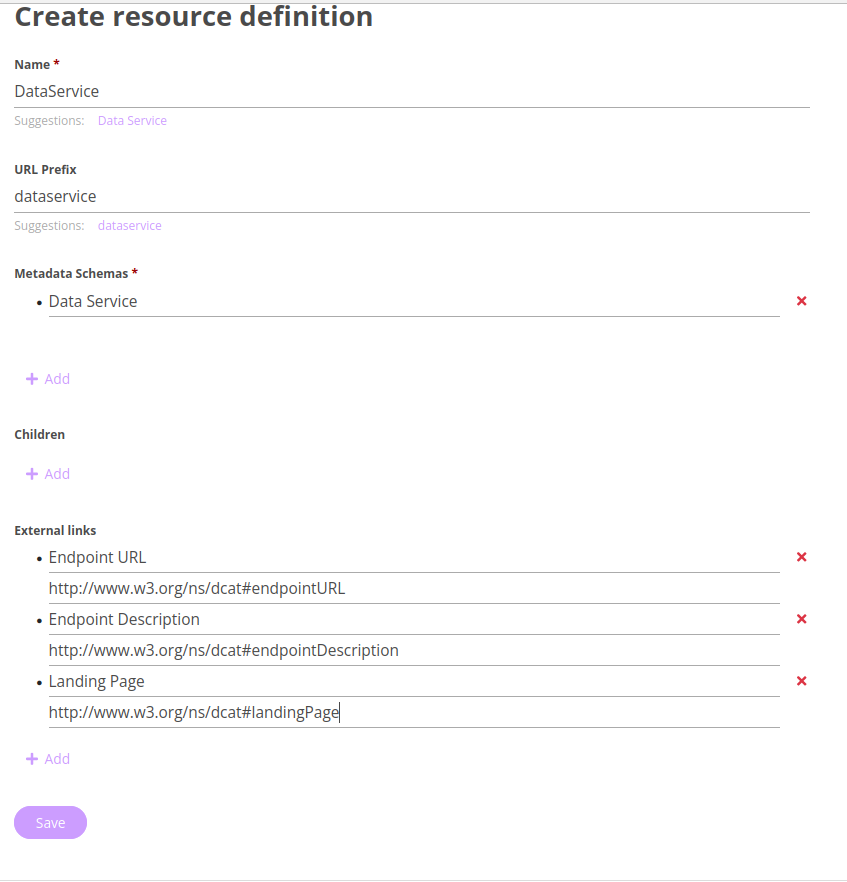 Create resource definition
Name *
DataService
Suggestions: Data Service
URL Prefix
dataservice
Suggestions: dataservice
Metadata Schemas *
• Data Service
+ Add
Children
+ Add
External links
• Endpoint URL
http://www.w3.org/ns/dcat#endpointURL
• Endpoint Description
http://www.w3.org/ns/dcat#endpointDescription
• Landing Page
http://www.w3.org/ns/dcat#landingPage
+ Add
Save